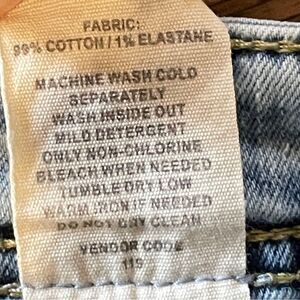 FABRIC:
99% COTTON/1% ELASTANE
MACHINE WASH COLD
SEPARATELY
WASH INSIDE OUT
MILD DETERGENT
ONLY NON-CHLORINE
BLEACH WHEN NEEDED
TUMBLE DRY LOW
WARM IRON IF NEEDED
DO NOT DRY CLEAN
VENDOR CODE